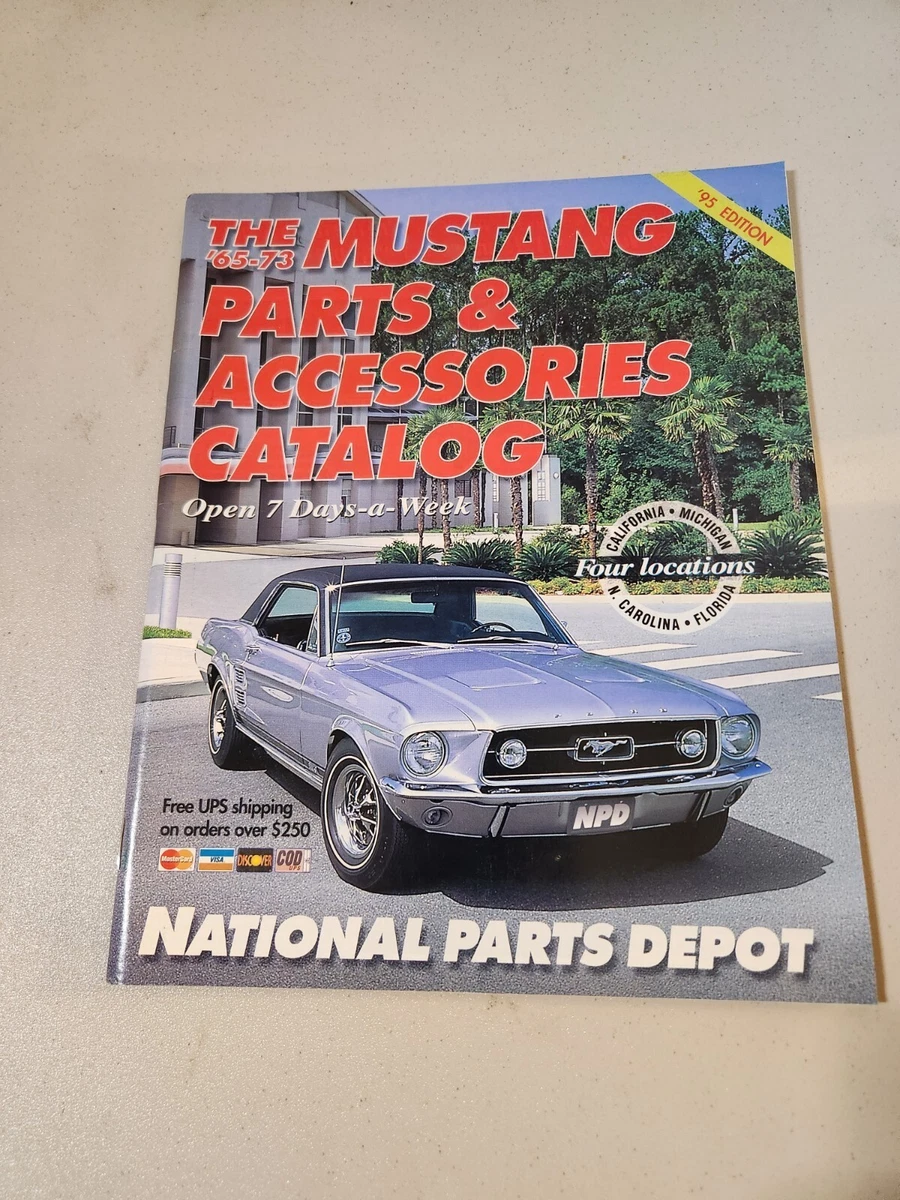 '95 EDITION
THE
'65-73 MUSTANG
PARTS &
ACCESSORIES
CATALOG
Open 7 Days-a-Week
CALIFORNIA • MICHIGAN
Four locations
N. CAROLINA • FLORIDA
FORD
NPD
Free UPS shipping
on orders over $250
MasterCard VISA DISCOVER COD
NATIONAL PARTS DEPOT